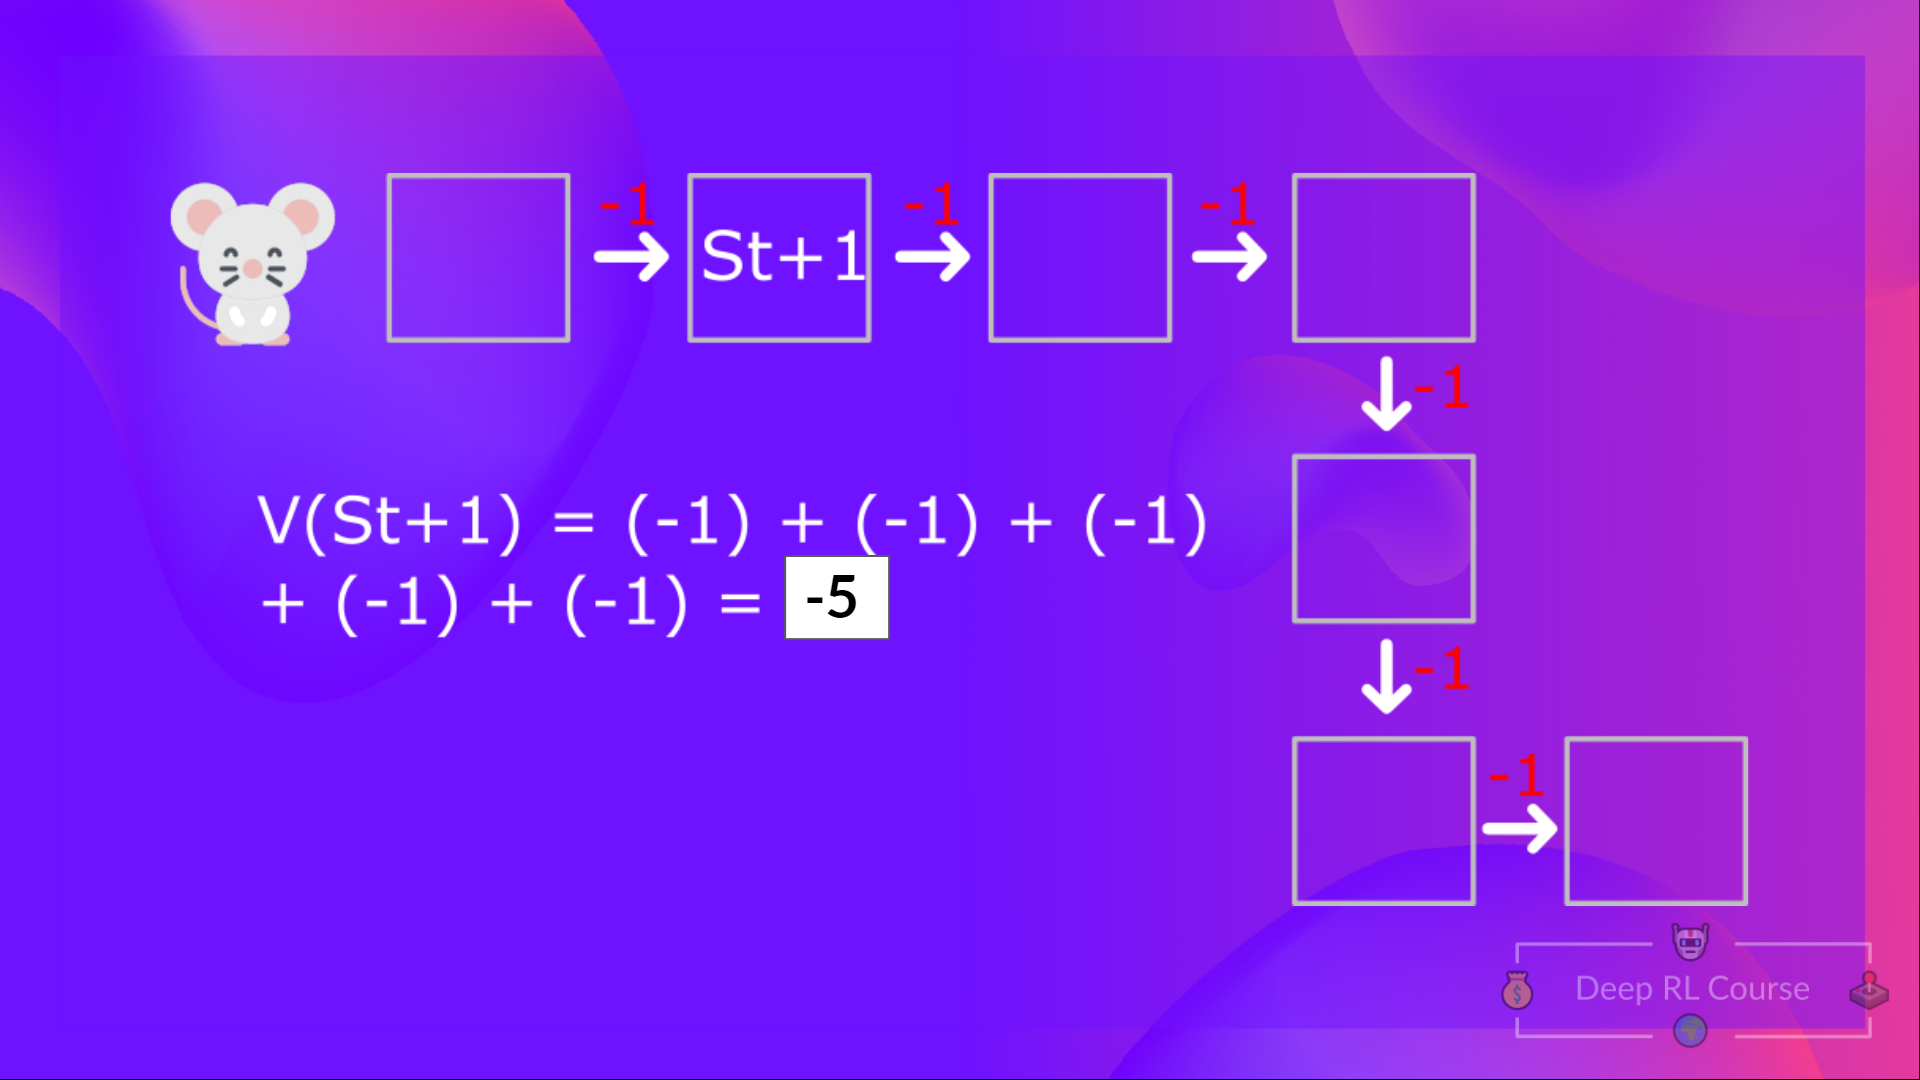 -1
-1
-1
St+1
-1
V(St+1) = (-1) + (-1) + (-1)
+ (-1) + (-1) = -5
-1
-1
$
Deep RL Course